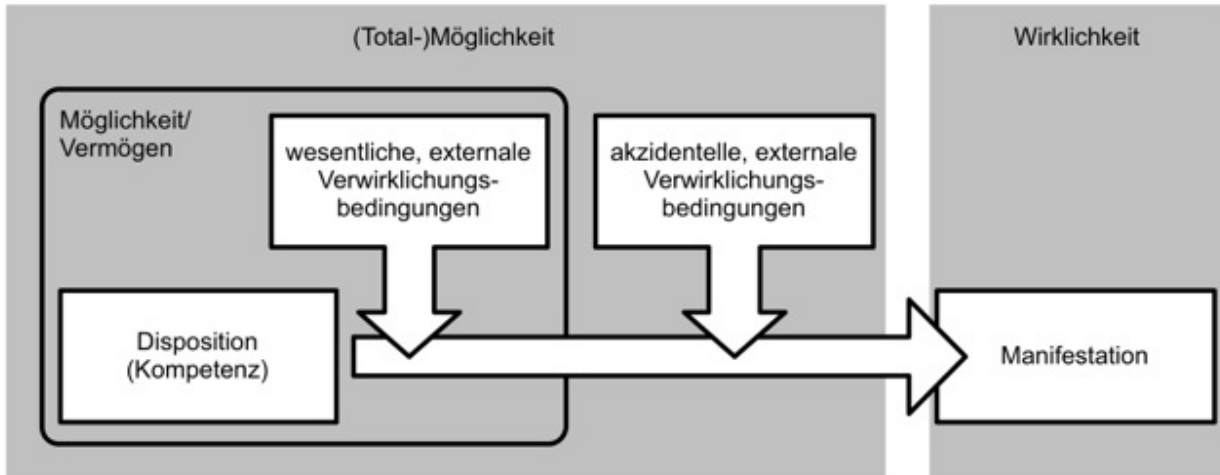 (Total-)Möglichkeit
Wirklichkeit
Möglichkeit/
Vermögen
wesentliche, externale
Verwirklichungs-
bedingungen
akzidentelle, externale
Verwirklichungs-
bedingungen
Disposition
(Kompetenz)
Manifestation